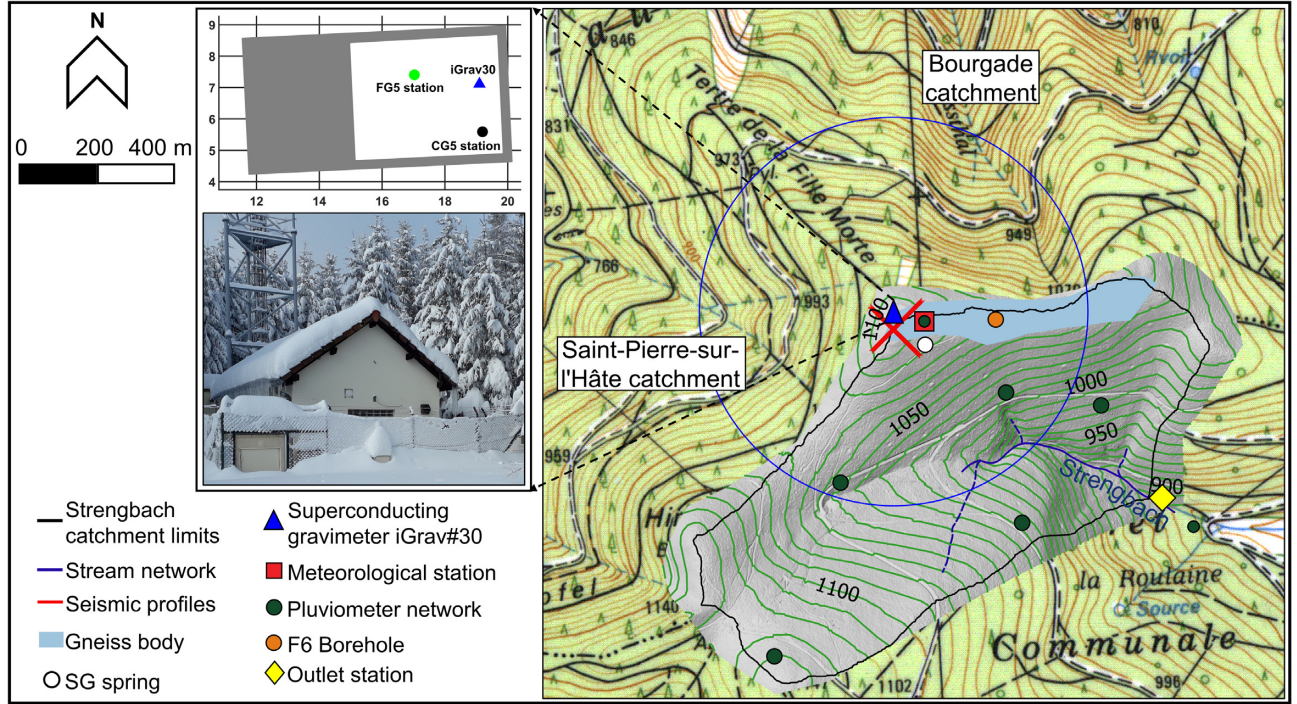 N
0 200 400 m
9
8
7
6
5
4
12 14 16 18 20
iGrav30
FG5 station
CG5 station
Strengbach
catchment limits
Stream network
Seismic profiles
Gneiss body
SG spring
Superconducting
gravimeter iGrav#30
Meteorological station
Pluviometer network
F6 Borehole
Outlet station
a u
846
810
Bourgade
catchment
Tertre de la Fille Morte
831
973
949
766
900
993
1070
1100
Saint-Pierre-sur-
l'Hâte catchment
1000
1050
950
959
900
Strengbach
1100
la Roulaine
Source
Communale
1140
1102
996